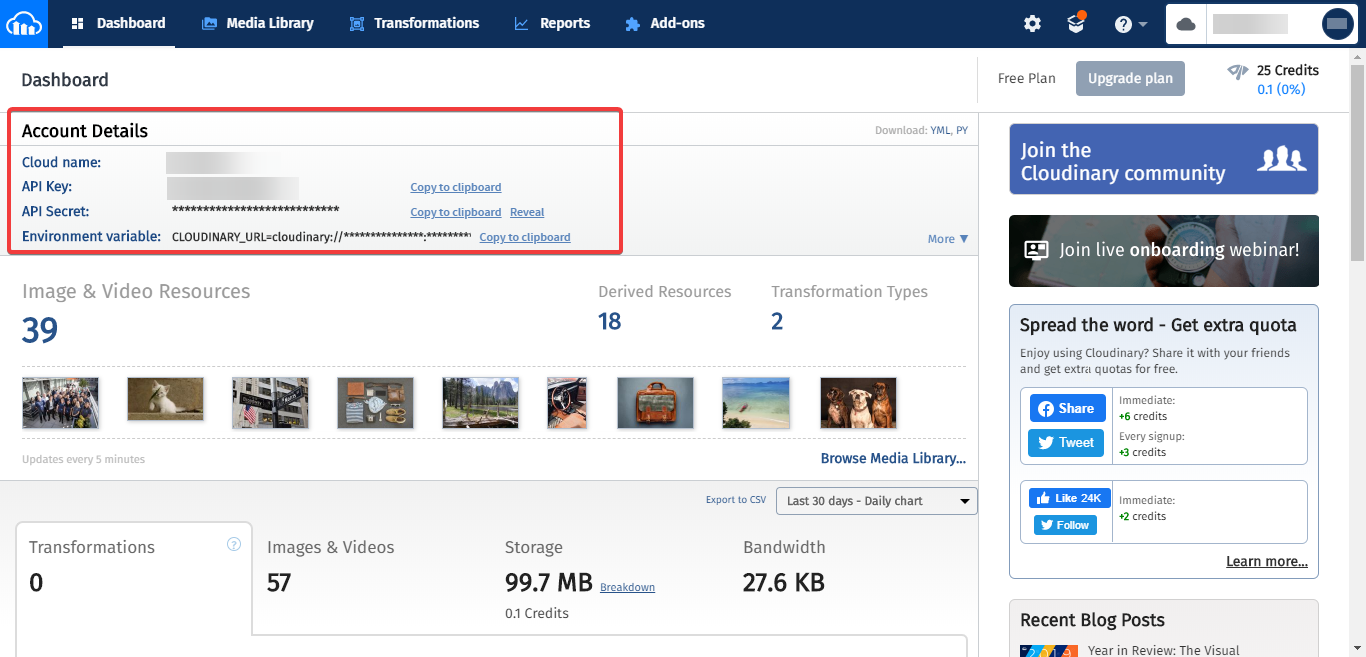 Dashboard
Media Library
Transformations
Reports
Add-ons
Dashboard
Free Plan
Upgrade plan
25 Credits
0.1 (0%)
Account Details
Download: YML, PY
Cloud name:
API Key:
Copy to clipboard
API Secret:
***************************
Copy to clipboard
Reveal
Environment variable:
CLOUDINARY_URL=cloudinary://***************:********
Copy to clipboard
More ▼
Image & Video Resources
39
Derived Resources
18
Transformation Types
2
Updates every 5 minutes
Browse Media Library...
Export to CSV
Last 30 days - Daily chart
Transformations
?
0
Images & Videos
57
Storage
99.7 MB
Breakdown
0.1 Credits
Bandwidth
27.6 KB
Join the
Cloudinary community
Join live onboarding webinar!
Spread the word - Get extra quota
Enjoy using Cloudinary? Share it with your friends
and get extra quotas for free.
Share
Tweet
Immediate:
+6 credits
Every signup:
+3 credits
Like 24K
Follow
Immediate:
+2 credits
Learn more...
Recent Blog Posts
2019
Year in Review: The Visual